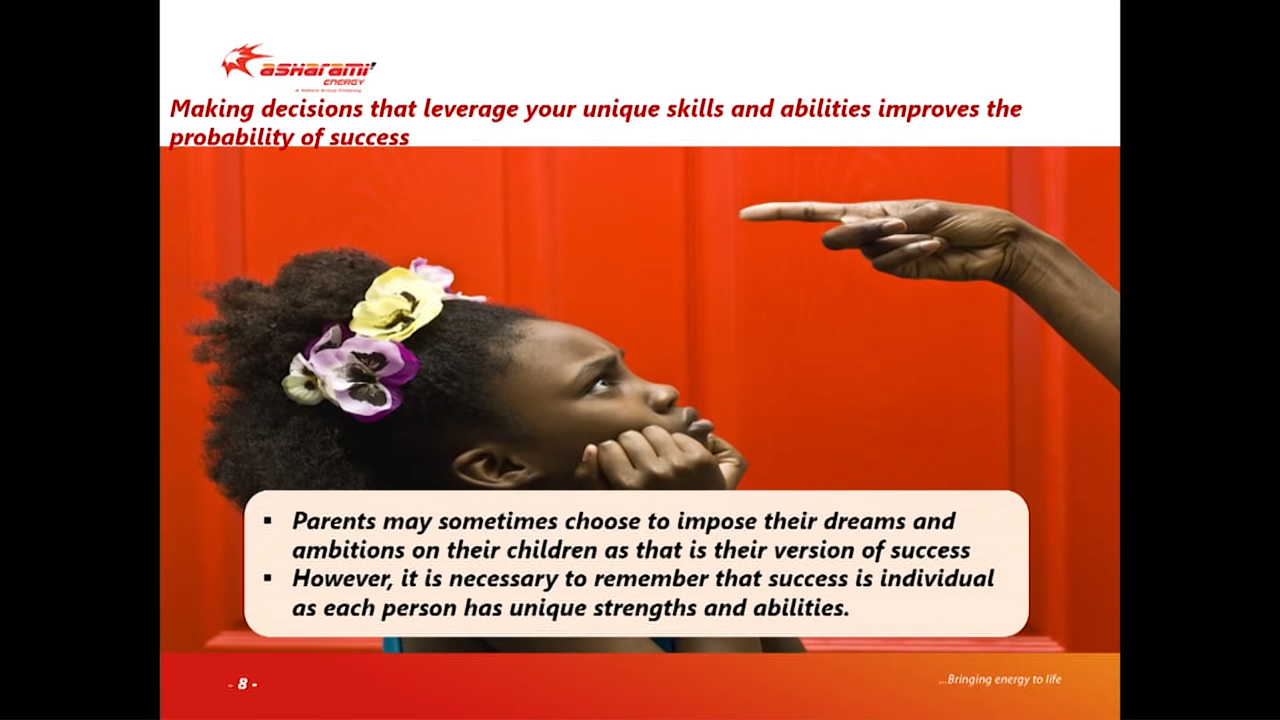 asharami
ENERGY
A Sahara Group Company
Making decisions that leverage your unique skills and abilities improves the
probability of success
▪ Parents may sometimes choose to impose their dreams and
ambitions on their children as that is their version of success
▪ However, it is necessary to remember that success is individual
as each person has unique strengths and abilities.
- 8 -
...Bringing energy to life